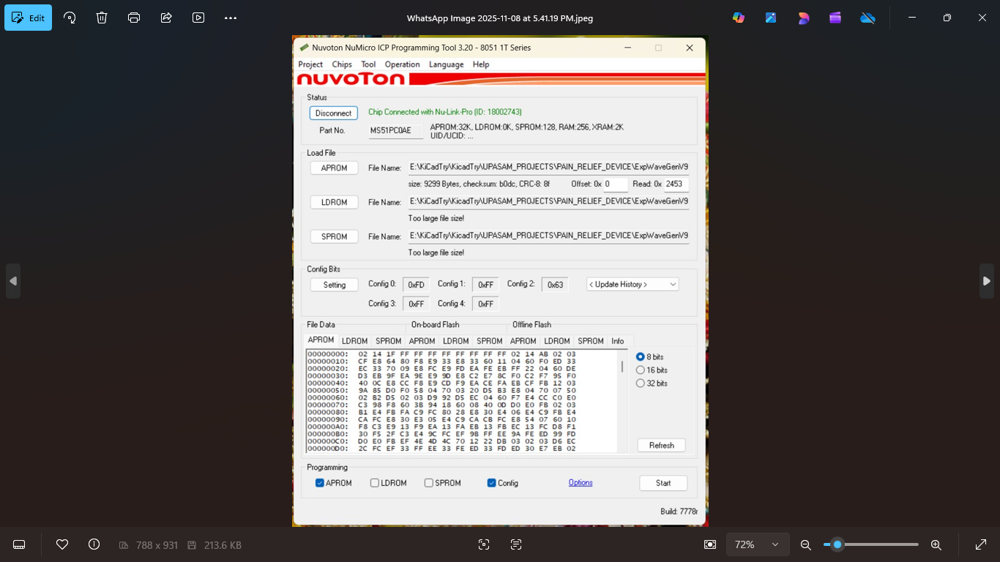 Edit
WhatsApp Image 2025-11-08 at 5.41.19 PM.jpeg
Nuvoton NuMicro ICP Programming Tool 3.20 - 8051 1T Series
Project Chips Tool Operation Language Help
nuvoTon
Status
Disconnect Chip Connected with Nu-Link-Pro (ID: 18002743)
Part No. MS51PC0AE APROM:32K, LDROM:0K, SPROM:128, RAM:256, XRAM:2K
UID/UCID: ...
Load File
APROM File Name: E:\KiCadTry\KicadTry\UPASAM_PROJECTS\PAIN_RELIEF_DEVICE\ExpWaveGenV9
size: 9299 Bytes, checksum: b0dc, CRC-8: 8f Offset: 0x 0 Read: 0x 2453
LDROM File Name: E:\KiCadTry\KicadTry\UPASAM_PROJECTS\PAIN_RELIEF_DEVICE\ExpWaveGenV9
Too large file size!
SPROM File Name: E:\KiCadTry\KicadTry\UPASAM_PROJECTS\PAIN_RELIEF_DEVICE\ExpWaveGenV9
Too large file size!
Config Bits
Setting Config 0: 0xFD Config 1: 0xFF Config 2: 0x63 < Update History >
Config 3: 0xFF Config 4: 0xFF
File Data On-board Flash Offline Flash
APROM LDROM SPROM APROM LDROM SPROM APROM LDROM SPROM Info
00000000: 02 14 1F FF FF FF FF FF FF FF FF 02 14 AB 02 03
00000010: CF E8 64 80 F8 E9 33 E8 33 60 11 04 60 F0 ED 33
00000020: EC 33 70 09 E8 FC E9 FD EA FE EB FF 22 04 60 DE
00000030: D3 EB 9F EA 9E E9 9D E8 C2 E7 8C F0 C2 F7 95 F0
00000040: 40 0C E8 CC F8 E9 CD F9 EA CE FA EB CF FB 12 03
00000050: 9A 85 D0 F0 58 04 70 03 20 D5 B3 E8 04 70 07 50
00000060: 02 B2 D5 02 03 D9 92 D5 EC 04 60 F7 E4 CC C0 E0
00000070: C3 98 F8 60 3B 94 18 60 08 40 0D D0 E0 FB 02 03
00000080: B1 E4 FB FA C9 FC 80 28 E8 30 E4 06 E4 C9 FB E4
00000090: CA FC E8 30 E3 05 E4 C9 CA CB FC E8 54 07 60 10
000000A0: F8 C3 E9 13 F9 EA 13 FA EB 13 FB EC 13 FC D8 F1
000000B0: 30 F5 2F C3 E4 9C FC EF 9B FF EE 9A FE ED 99 FD
000000C0: D0 E0 FB EF 4E 4D 4C 70 12 22 DB 03 02 03 D6 EC
000000D0: 2C FC EF 33 FF EE 33 FE ED 33 FD ED 30 E7 EB 02
8 bits
16 bits
32 bits
Refresh
Programming
APROM LDROM SPROM Config Options Start
Build: 7778r
788 x 931 213.6 KB 72%